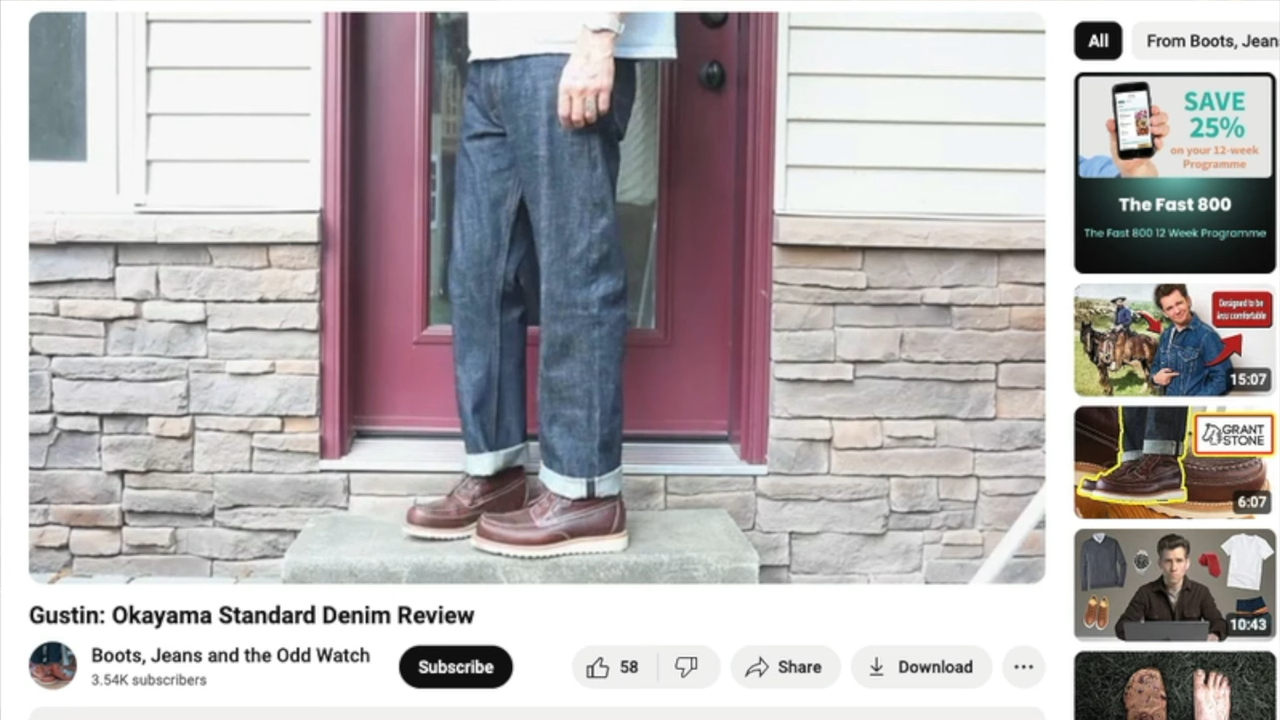 All
From Boots, Jean
SAVE
25%
on your 12-week
Programme
The Fast 800
The Fast 800 12 Week Programme
Designed to be
less comfortable
15:07
GRANT
STONE
6:07
10:43
Gustin: Okayama Standard Denim Review
Boots, Jeans and the Odd Watch
3.54K subscribers
Subscribe
58
Share
Download